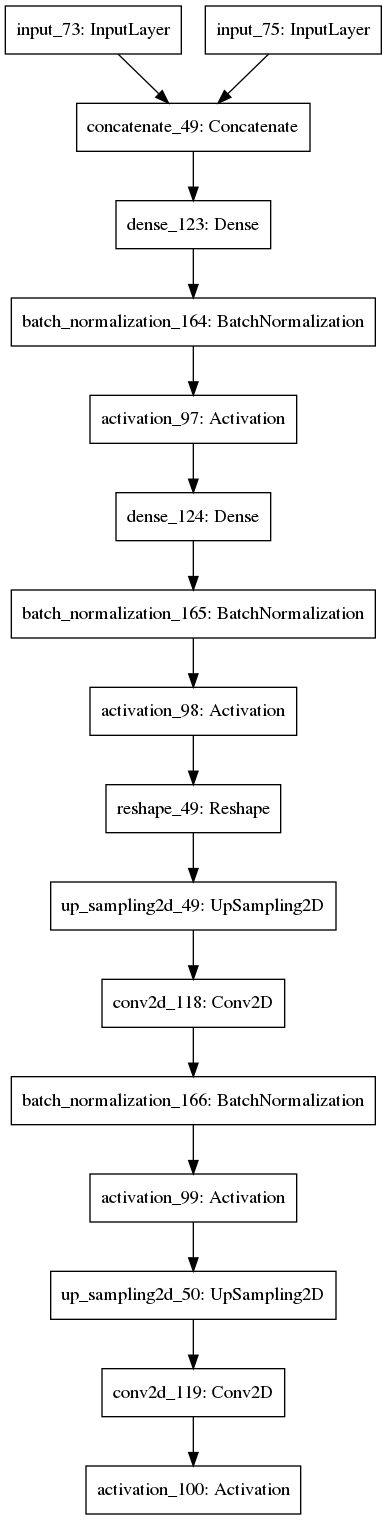 input_73: InputLayer
input_75: InputLayer
concatenate_49: Concatenate
dense_123: Dense
batch_normalization_164: BatchNormalization
activation_97: Activation
dense_124: Dense
batch_normalization_165: BatchNormalization
activation_98: Activation
reshape_49: Reshape
up_sampling2d_49: UpSampling2D
conv2d_118: Conv2D
batch_normalization_166: BatchNormalization
activation_99: Activation
up_sampling2d_50: UpSampling2D
conv2d_119: Conv2D
activation_100: Activation